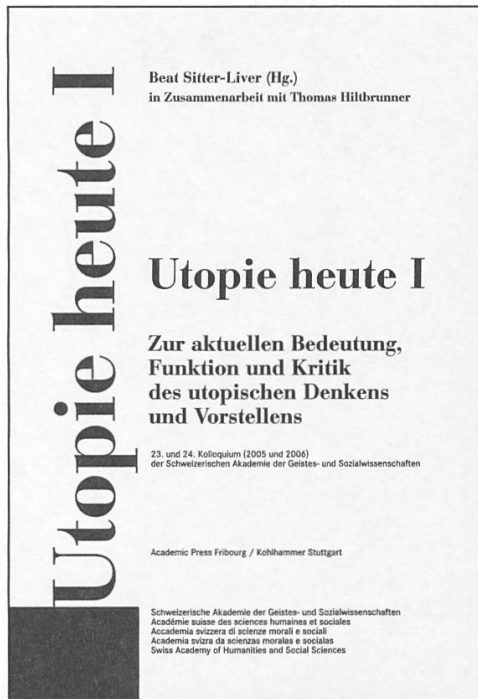 Utopie heute I
Beat Sitter-Liver (Hg.)
in Zusammenarbeit mit Thomas Hiltbrunner
Utopie heute I
Zur aktuellen Bedeutung,
Funktion und Kritik
des utopischen Denkens
und Vorstellens
23. und 24. Kolloquium (2005 und 2006)
der Schweizerischen Akademie der Geistes- und Sozialwissenschaften
Academic Press Fribourg / Kohlhammer Stuttgart
Schweizerische Akademie der Geistes- und Sozialwissenschaften
Académie suisse des sciences humaines et sociales
Accademia svizzera di scienze morali e sociali
Academia svizra da scienzas moralas e socialas
Swiss Academy of Humanities and Social Sciences